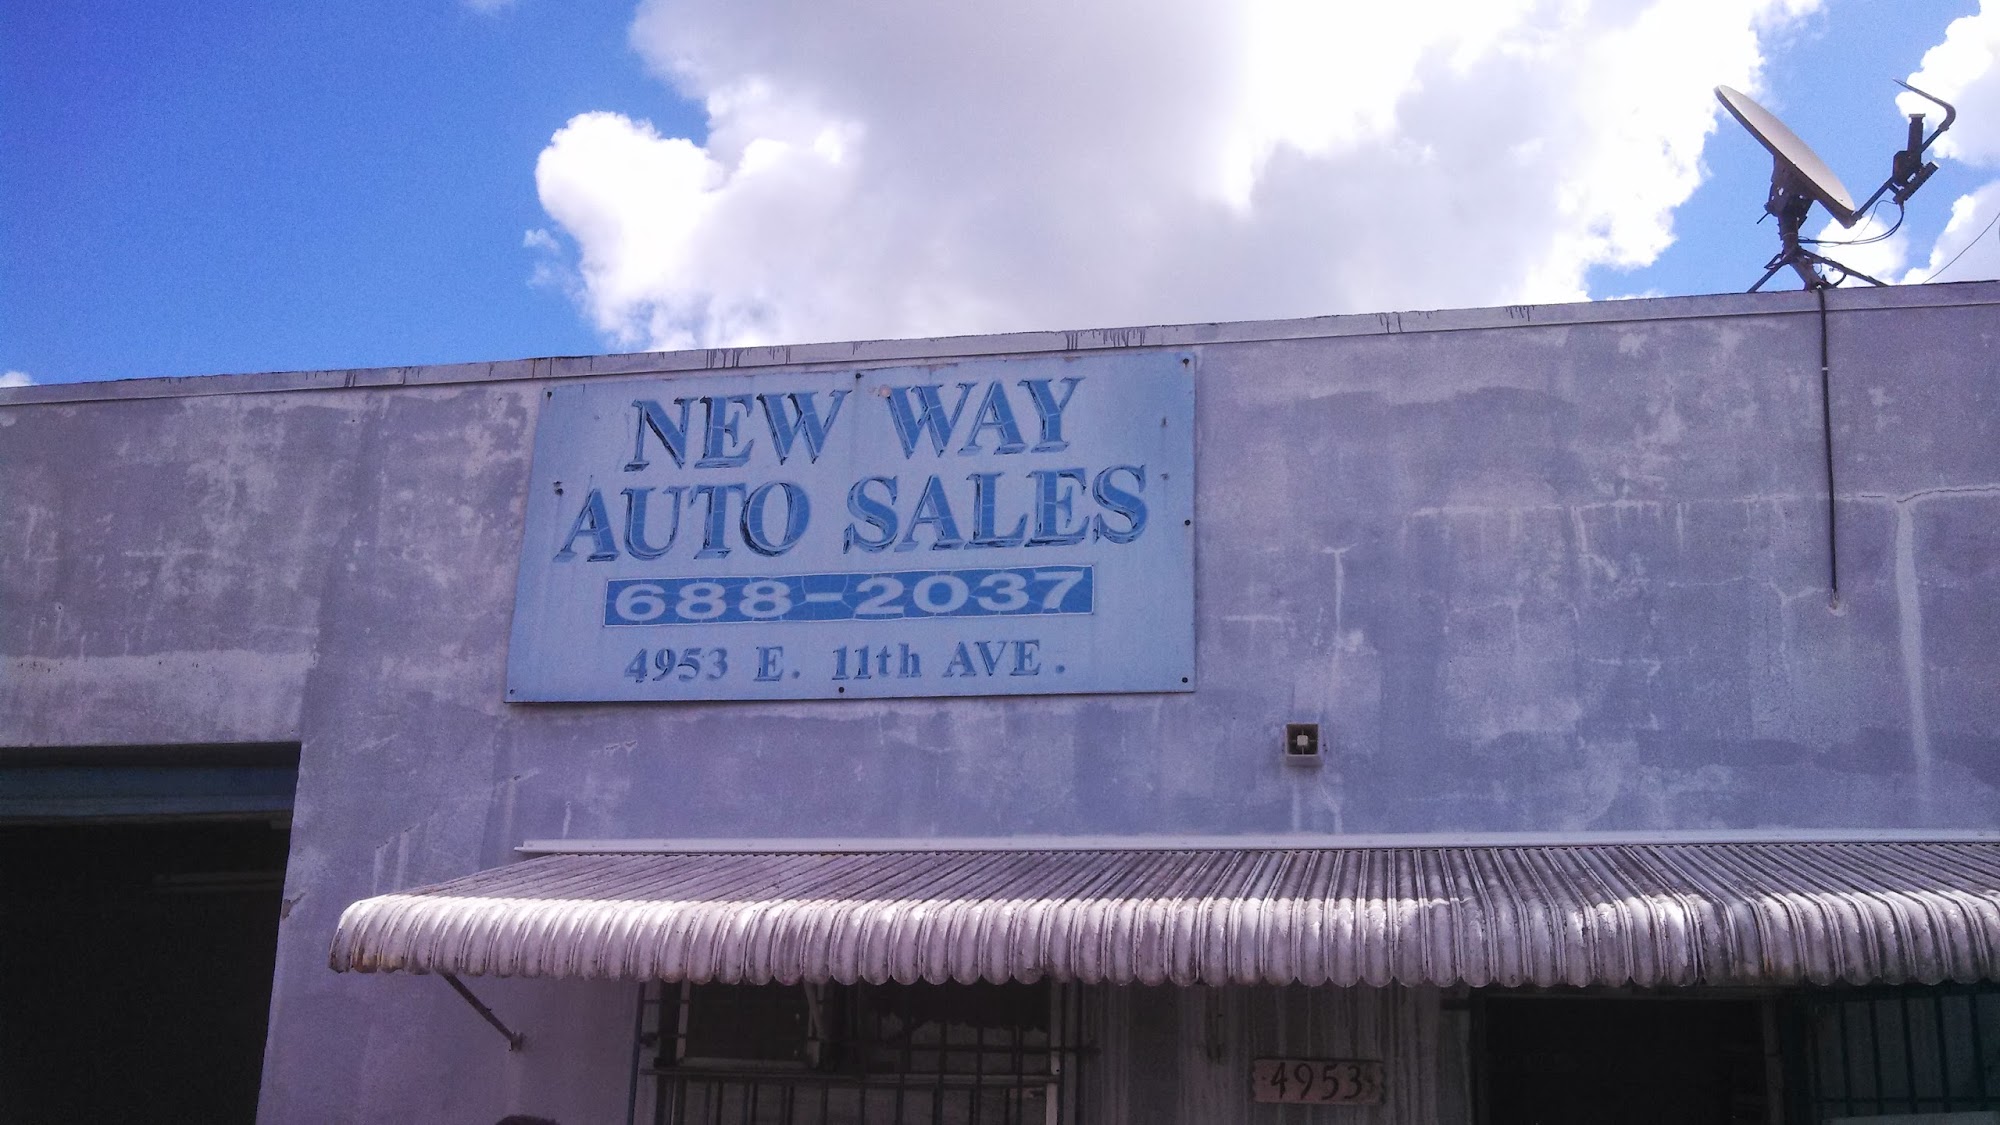 NEW WAY
AUTO SALES
688-2037
4953 E. 11th AVE.
4953